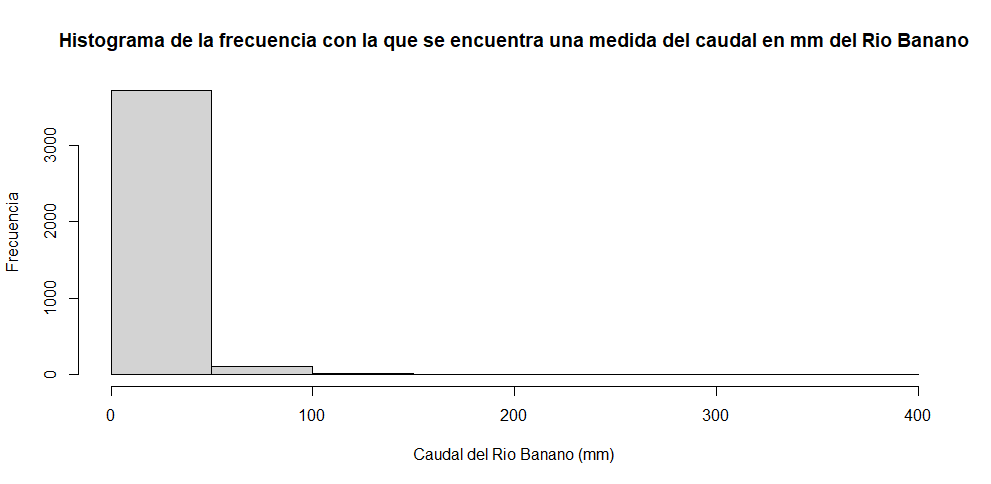 Histograma de la frecuencia con la que se encuentra una medida del caudal en mm del Rio Banano
Frecuencia
3000
2000
1000
0
0 100 200 300 400
Caudal del Rio Banano (mm)